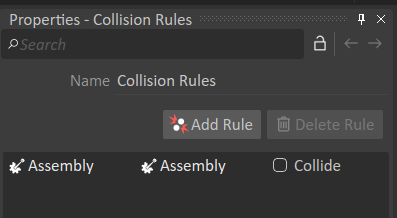 Properties - Collision Rules
Search
Name Collision Rules
Add Rule Delete Rule
Assembly Assembly Collide